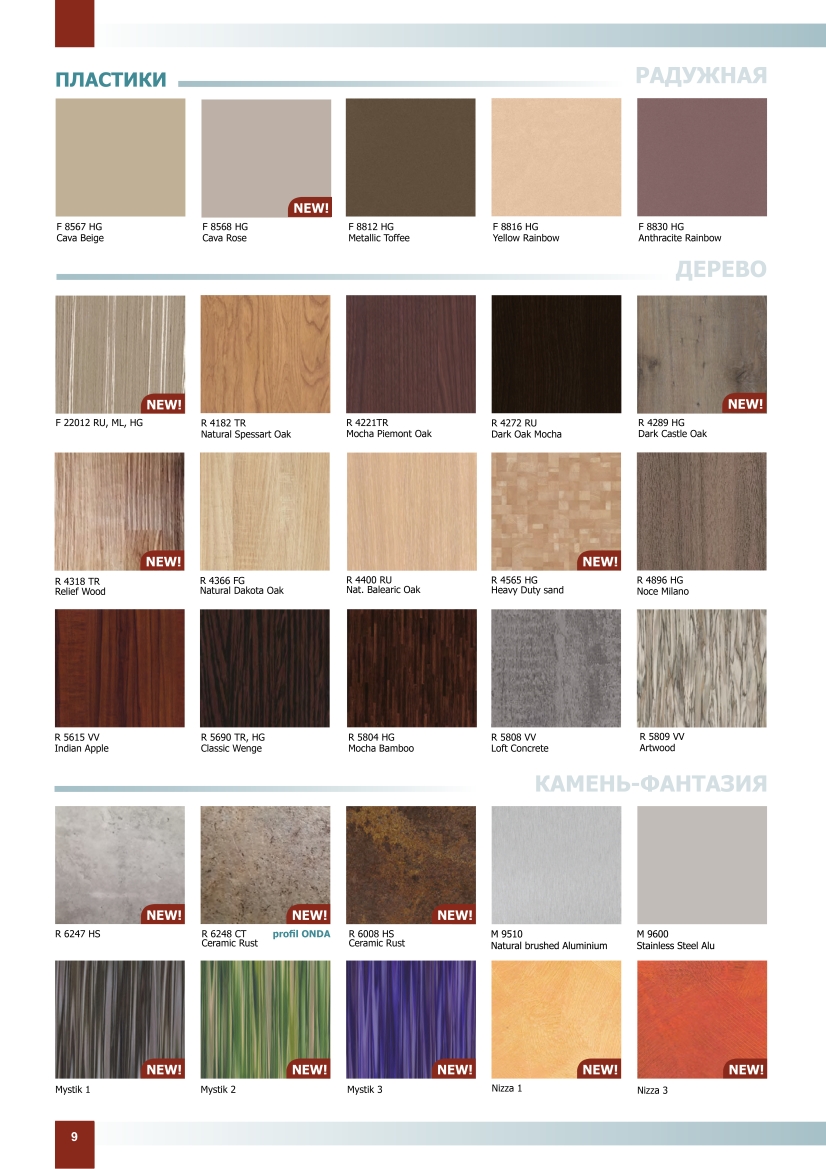 ПЛАСТИКИ
РАДУЖНАЯ
NEW!
F 8567 HG
Cava Beige
F 8568 HG
Cava Rose
F 8812 HG
Metallic Toffee
F 8816 HG
Yellow Rainbow
F 8830 HG
Anthracite Rainbow
ДЕРЕВО
NEW!
NEW!
F 22012 RU, ML, HG
R 4182 TR
Natural Spessart Oak
R 4221TR
Mocha Piemont Oak
R 4272 RU
Dark Oak Mocha
R 4289 HG
Dark Castle Oak
NEW!
NEW!
R 4318 TR
Relief Wood
R 4366 FG
Natural Dakota Oak
R 4400 RU
Nat. Balearic Oak
R 4565 HG
Heavy Duty sand
R 4896 HG
Noce Milano
R 5615 VV
Indian Apple
R 5690 TR, HG
Classic Wenge
R 5804 HG
Mocha Bamboo
R 5808 VV
Loft Concrete
R 5809 VV
Artwood
КАМЕНЬ-ФАНТАЗИЯ
NEW!
NEW!
NEW!
R 6247 HS
R 6248 CT profil ONDA
Ceramic Rust
R 6008 HS
Ceramic Rust
M 9510
Natural brushed Aluminium
M 9600
Stainless Steel Alu
NEW!
NEW!
NEW!
NEW!
NEW!
Mystik 1
Mystik 2
Mystik 3
Nizza 1
Nizza 3
9